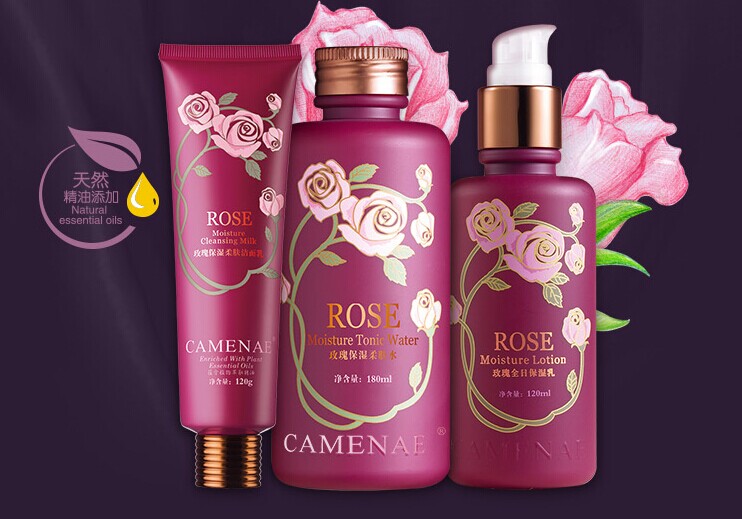 天然
精油添加
Natural
essential oils
ROSE
Moisture
Cleansing Milk
玫瑰保湿柔肤洁面乳
CAMENAE®
Enriched With Plant
Essential Oils
净含量：120g
ROSE
Moisture Tonic Water
玫瑰保湿柔肤水
净含量：180ml
CAMENAE®
ROSE
Moisture Lotion
玫瑰全日保湿乳
净含量：120ml
CAMENAE